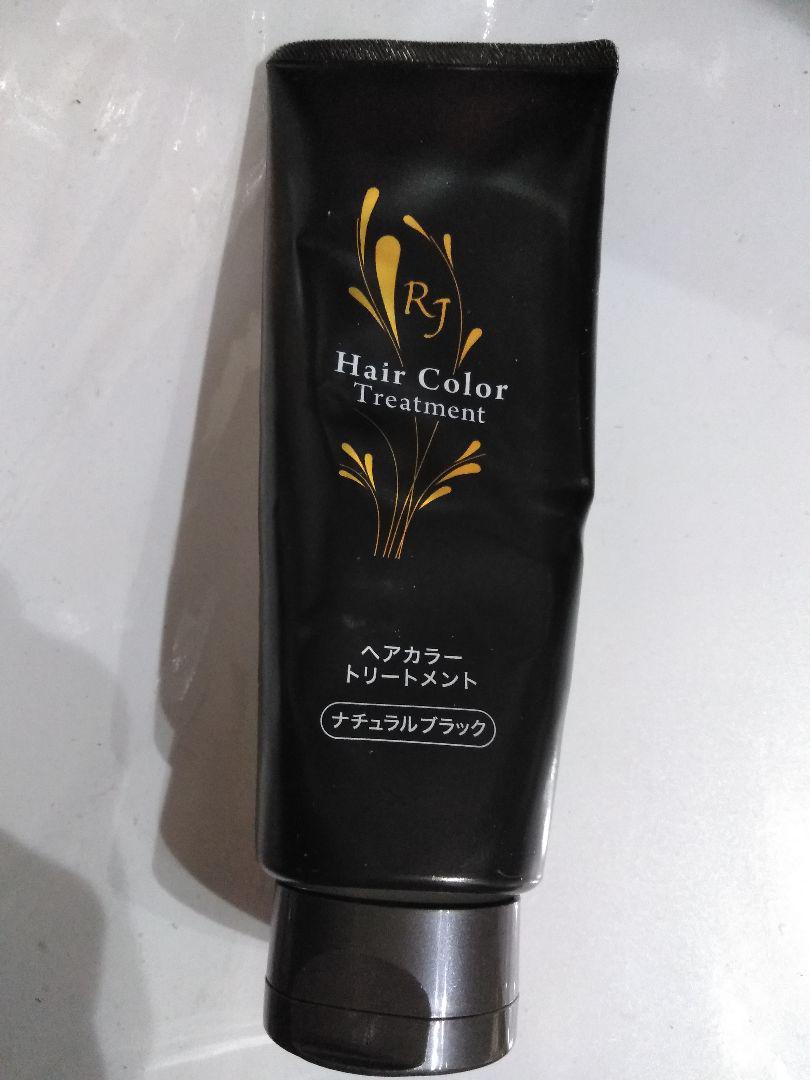 RJ
Hair Color
Treatment
ヘアカラー
トリートメント
ナチュラルブラック